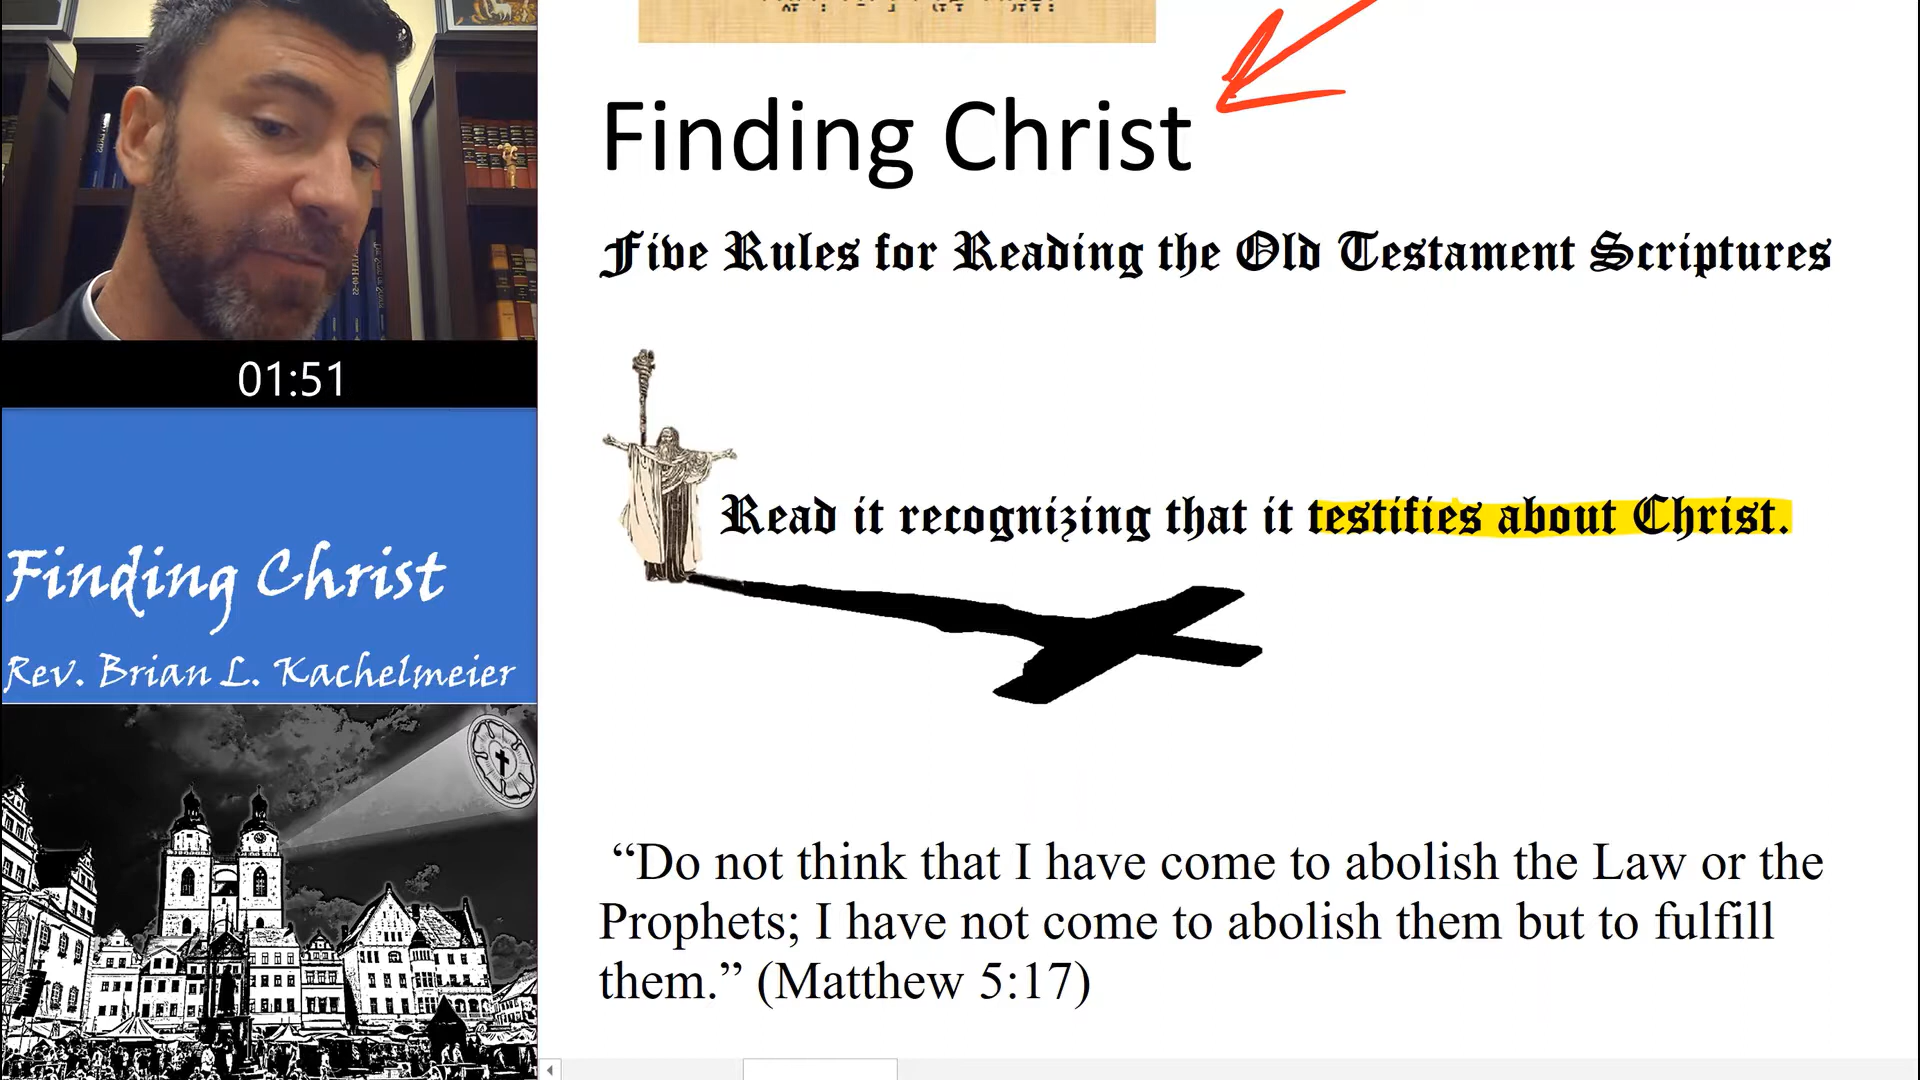 01:51
Finding Christ
Rev. Brian L. Kachelmeier
Finding Christ
Five Rules for Reading the Old Testament Scriptures
Read it recognizing that it testifies about Christ.
“Do not think that I have come to abolish the Law or the
Prophets; I have not come to abolish them but to fulfill
them.” (Matthew 5:17)